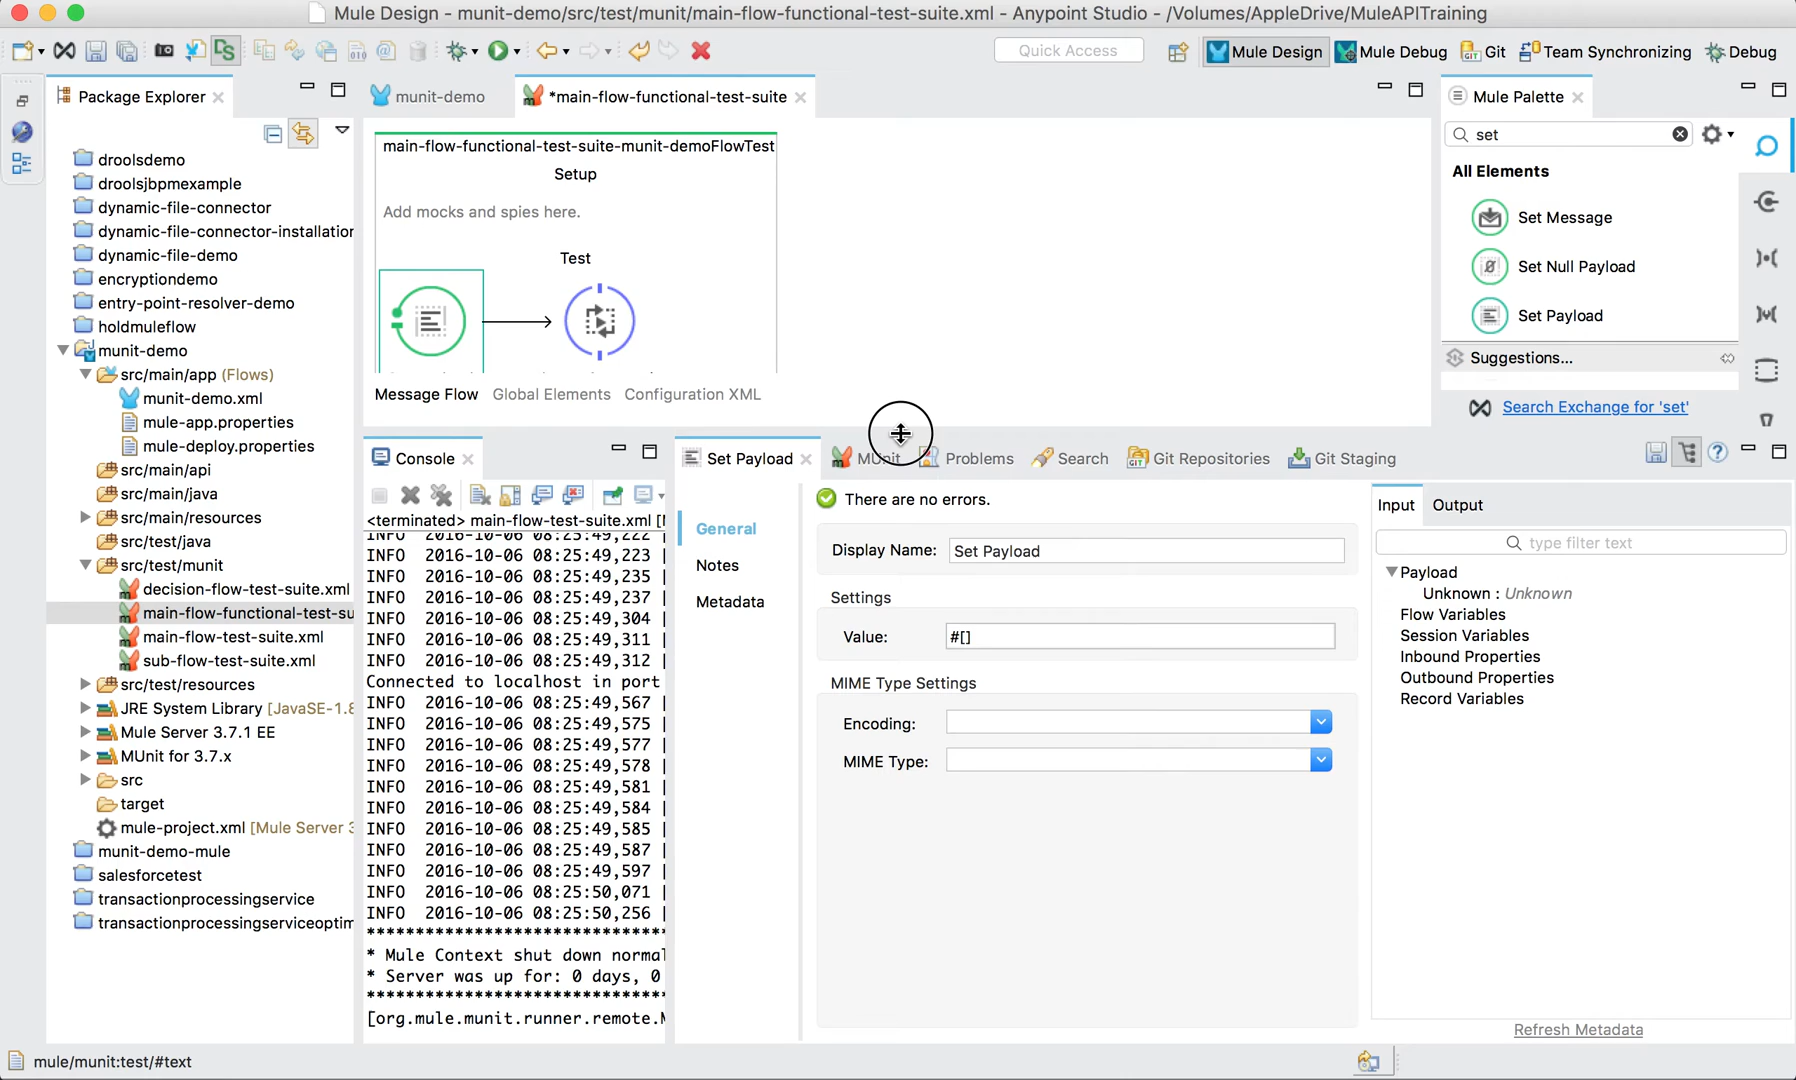 Mule Design - munit-demo/src/test/munit/main-flow-functional-test-suite.xml - Anypoint Studio - /Volumes/AppleDrive/MuleAPITraining
Quick Access
Mule Design
Mule Debug
Git
Team Synchronizing
Debug
Package Explorer
droolsdemo
droolsjbpmexample
dynamic-file-connector
dynamic-file-connector-installation
dynamic-file-demo
encryptiondemo
entry-point-resolver-demo
holdmuleflow
munit-demo
src/main/app (Flows)
munit-demo.xml
mule-app.properties
mule-deploy.properties
src/main/api
src/main/java
src/main/resources
src/test/java
src/test/munit
decision-flow-test-suite.xml
main-flow-functional-test-su
main-flow-test-suite.xml
sub-flow-test-suite.xml
src/test/resources
JRE System Library [JavaSE-1.8
Mule Server 3.7.1 EE
MUnit for 3.7.x
src
target
mule-project.xml [Mule Server 3
munit-demo-mule
salesforcetest
transactionprocessingservice
transactionprocessingserviceoptim
munit-demo
*main-flow-functional-test-suite
main-flow-functional-test-suite-munit-demoFlowTest
Setup
Add mocks and spies here.
Test
Message Flow
Global Elements
Configuration XML
Mule Palette
set
All Elements
Set Message
Set Null Payload
Set Payload
Suggestions...
Search Exchange for 'set'
Console
<terminated> main-flow-test-suite.xml [
INFO 2016-10-06 08:25:49,222 |
INFO 2016-10-06 08:25:49,223 |
INFO 2016-10-06 08:25:49,235 |
INFO 2016-10-06 08:25:49,237 |
INFO 2016-10-06 08:25:49,304 |
INFO 2016-10-06 08:25:49,311 |
INFO 2016-10-06 08:25:49,312 |
Connected to localhost in port
INFO 2016-10-06 08:25:49,567 |
INFO 2016-10-06 08:25:49,575 |
INFO 2016-10-06 08:25:49,577 |
INFO 2016-10-06 08:25:49,578 |
INFO 2016-10-06 08:25:49,581 |
INFO 2016-10-06 08:25:49,584 |
INFO 2016-10-06 08:25:49,585 |
INFO 2016-10-06 08:25:49,587 |
INFO 2016-10-06 08:25:49,597 |
INFO 2016-10-06 08:25:50,071 |
INFO 2016-10-06 08:25:50,256 |
*******************************
* Mule Context shut down normal
* Server was up for: 0 days, 0
*******************************
[org.mule.munit.runner.remote.M
Set Payload
MUnit
Problems
Search
Git Repositories
Git Staging
General
Notes
Metadata
There are no errors.
Display Name: Set Payload
Settings
Value: #[]
MIME Type Settings
Encoding:
MIME Type:
Input
Output
type filter text
Payload
Unknown : Unknown
Flow Variables
Session Variables
Inbound Properties
Outbound Properties
Record Variables
Refresh Metadata
mule/munit:test/#text